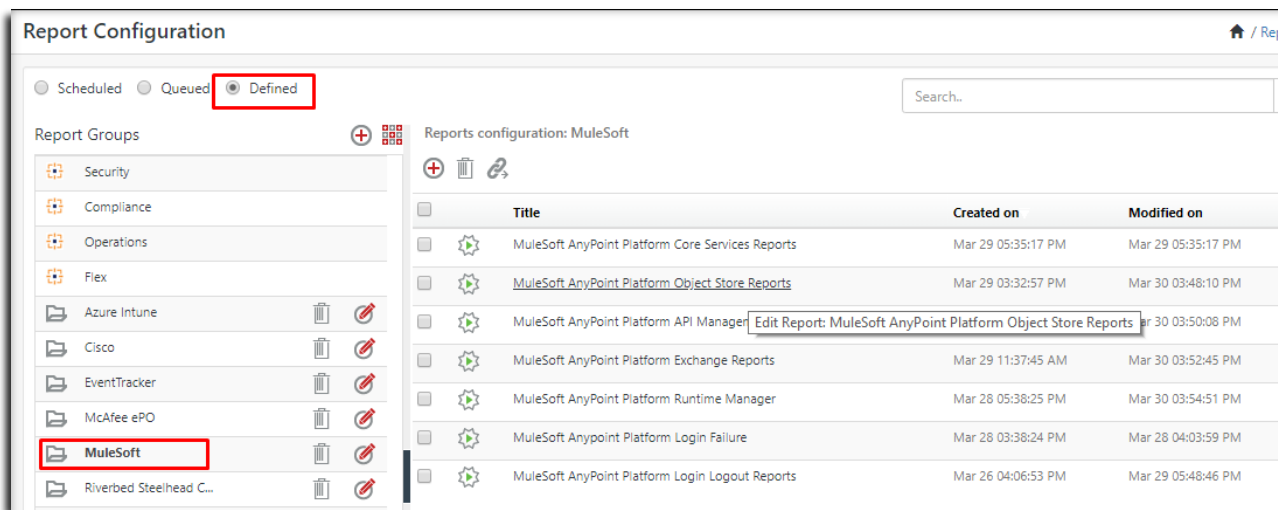 Report Configuration
/ Rep
Scheduled Queued Defined
Search..
Report Groups
Security
Compliance
Operations
Flex
Azure Intune
Cisco
EventTracker
McAfee ePO
MuleSoft
Riverbed Steelhead C...
Reports configuration: MuleSoft
Title Created on Modified on
MuleSoft AnyPoint Platform Core Services Reports Mar 29 05:35:17 PM Mar 29 05:35:17 PM
MuleSoft AnyPoint Platform Object Store Reports Mar 29 03:32:57 PM Mar 30 03:48:10 PM
MuleSoft AnyPoint Platform API Manager ar 30 03:50:08 PM
Edit Report: MuleSoft AnyPoint Platform Object Store Reports
MuleSoft AnyPoint Platform Exchange Reports Mar 29 11:37:45 AM Mar 30 03:52:45 PM
MuleSoft AnyPoint Platform Runtime Manager Mar 28 05:38:25 PM Mar 30 03:54:51 PM
MuleSoft Anypoint Platform Login Failure Mar 28 03:38:24 PM Mar 28 04:03:59 PM
MuleSoft AnyPoint Platform Login Logout Reports Mar 26 04:06:53 PM Mar 29 05:48:46 PM